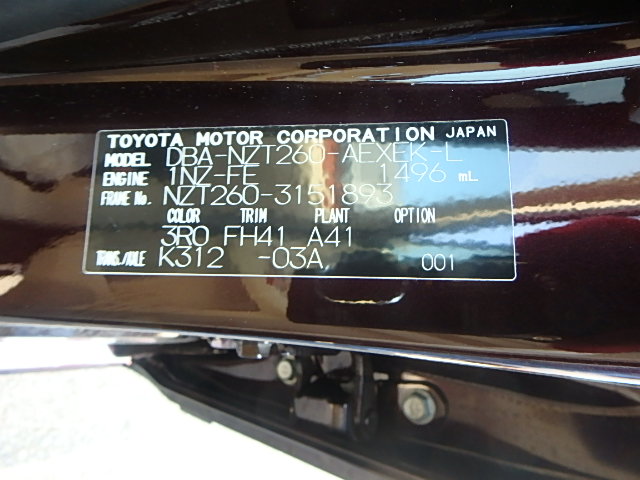 TOYOTA MOTOR CORPORATION JAPAN
MODEL DBA-NZT260-AEXEK-L
ENGINE 1NZ-FE 1496 mL
FRAME No. NZT260-3151893
COLOR TRIM PLANT OPTION
3R0 FH41 A41
TRANS./AXLE K312 -03A 001